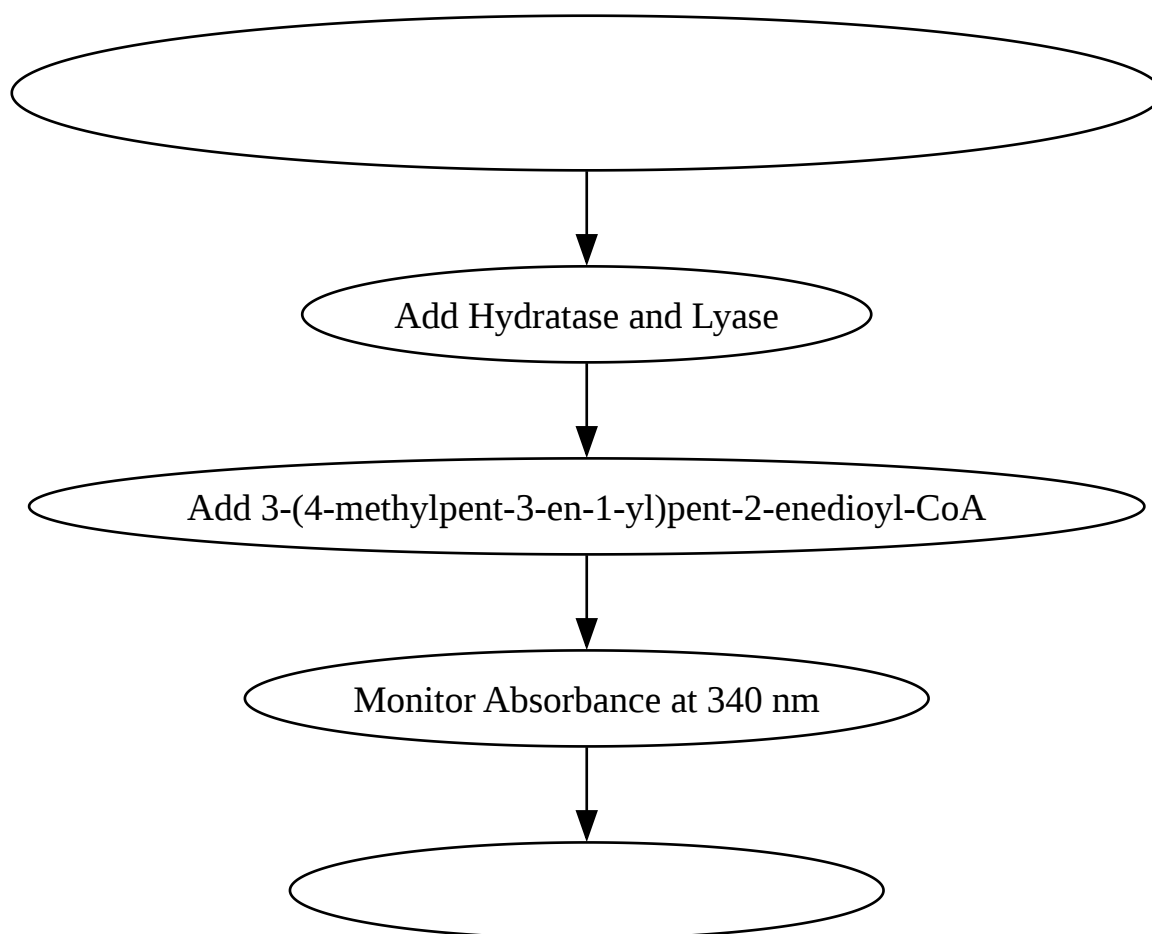 Add Hydratase and Lyase
Add 3-(4-methylpent-3-en-1-yl)pent-2-enedioyl-CoA
Monitor Absorbance at 340 nm